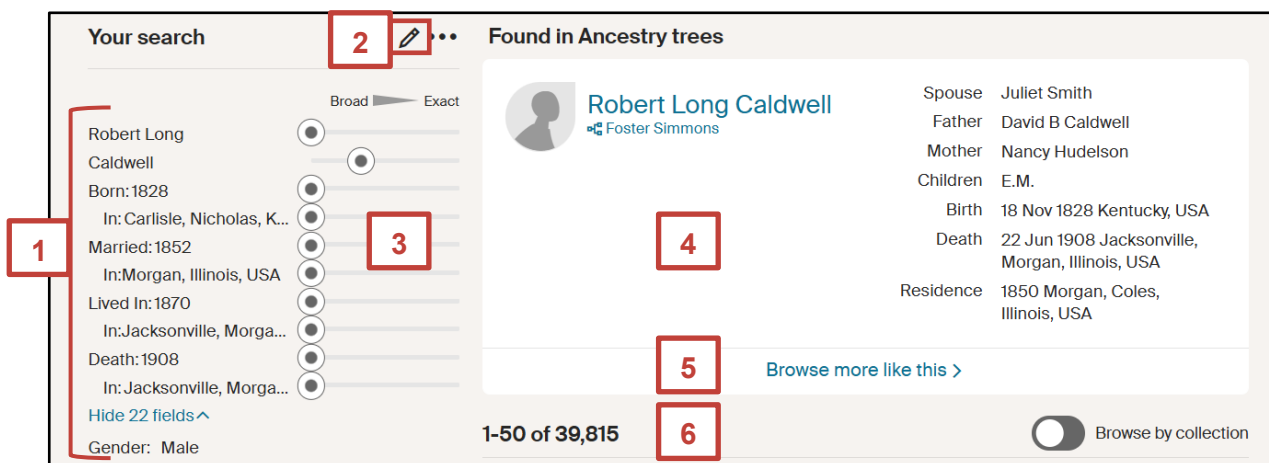 Your search
2
Broad
Exact
1
Robert Long
Caldwell
Born: 1828
In: Carlisle, Nicholas, K...
Married: 1852
In:Morgan, Illinois, USA
Lived In: 1870
In:Jacksonville, Morga...
Death: 1908
In: Jacksonville, Morga...
Hide 22 fields
Gender: Male
3
Found in Ancestry trees
Robert Long Caldwell
Foster Simmons
4
Spouse Juliet Smith
Father David B Caldwell
Mother Nancy Hudelson
Children E.M.
Birth 18 Nov 1828 Kentucky, USA
Death 22 Jun 1908 Jacksonville,
Morgan, Illinois, USA
Residence 1850 Morgan, Coles,
Illinois, USA
5 Browse more like this >
1-50 of 39,815 6 Browse by collection